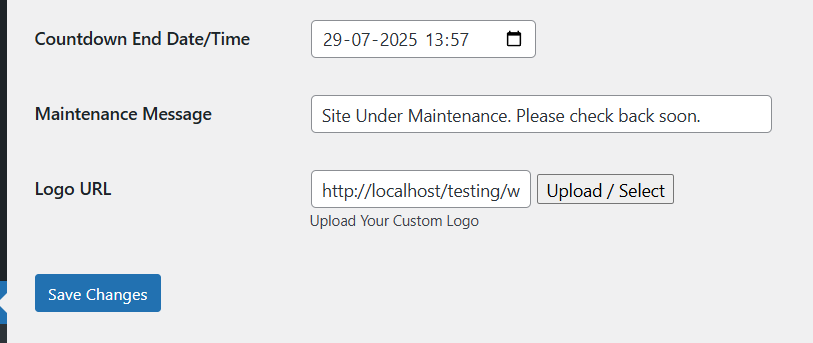 Countdown End Date/Time 29-07-2025 13:57
Maintenance Message Site Under Maintenance. Please check back soon.
Logo URL http://localhost/testing/w Upload / Select
Upload Your Custom Logo
Save Changes